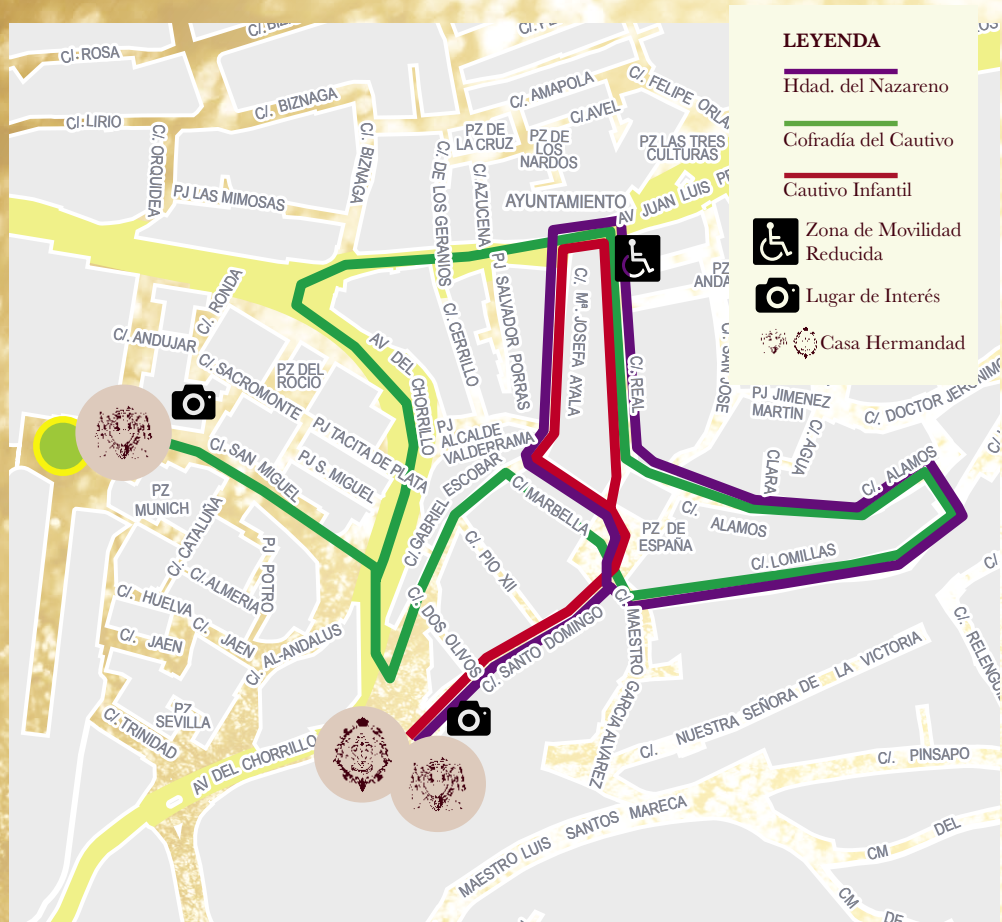 LEYENDA
Hdad. del Nazareno
Cofradía del Cautivo
Cautivo Infantil
Zona de Movilidad
Reducida
Lugar de Interés
Casa Hermandad
C/. ROSA
C/. LIRIO
C/. ORQUIDEA
C/. BIZNAGA
C/. BIZNAGA
PJ LAS MIMOSAS
C/. AMAPOLA
C/.AVEL
C/. FELIPE
PZ DE
LA CRUZ
PZ DE
LOS
NARDOS
PZ LAS TRES
CULTURAS
C/. DE LOS GERANIOS
C/. AZUCENA
AYUNTAMIENTO
AV JUAN LUIS
PJ SALVADOR PORRAS
C/. Mª JOSEFA AYALA
C/. REAL
C/. SAN JOSE
PZ
C/. RONDA
C/. ANDUJAR
C/. SACROMONTE
PZ DEL
ROCIO
AV DEL CHORRILLO
C/. CERRILLO
PJ
ALCALDE
VALDERRAMA
PJ TACITA DE PLATA
C/. SAN MIGUEL
PJ S. MIGUEL
C/. GABRIEL ESCOBAR
C/. MARBELLA
PZ JIMENEZ
MARTIN
C/. AGUA
CLARA
C/. DOCTOR
C/. ALAMOS
C/. ALAMOS
PZ DE
ESPAÑA
C/. LOMILLAS
PZ
MUNICH
C/. CATALUÑA
C/. ALMERIA
PJ POTRO
C/. HUELVA
C/. JAEN
C/. JAEN
C/. AL-ANDALUS
C/. PIO XII
C/. DOS OLIVOS
C/. SANTO DOMINGO
C/. MAESTRO GARCIA ALVAREZ
PZ
SEVILLA
C/. TRINIDAD
AV DEL CHORRILLO
C/. NUESTRA SEÑORA DE LA VICTORIA
C/. PINSAPO
MAESTRO LUIS SANTOS MARECA
CM DEL
CM DE